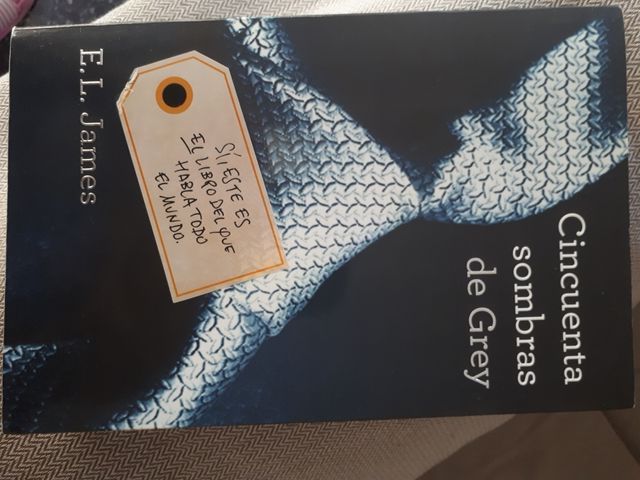 Cincuenta
sombras
de Grey
SÍ, ESTE ES
EL LIBRO DEL QUE
HABLA TODO
EL MUNDO.
E.L. James